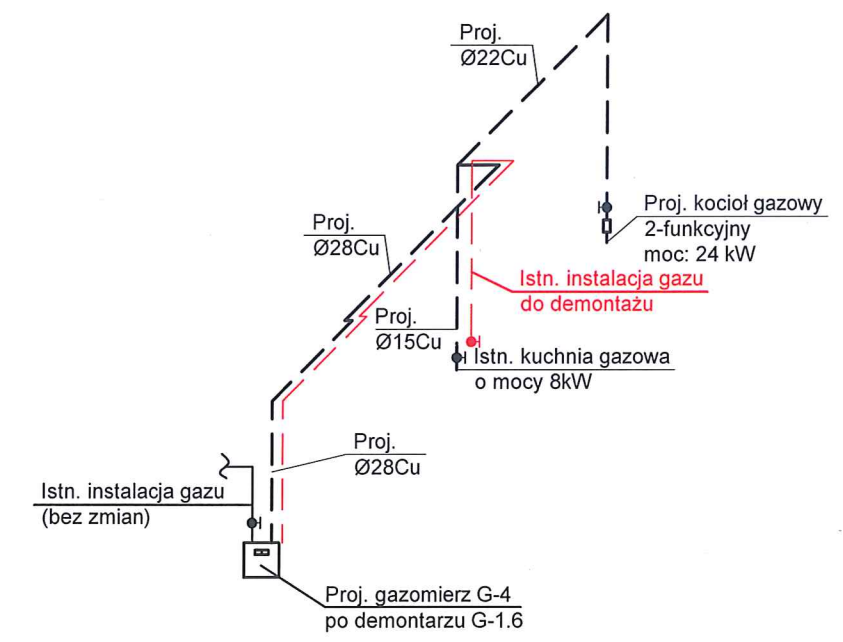 Proj.
Ø22Cu
Proj. kocioł gazowy
2-funkcyjny
moc: 24 kW
Proj.
Ø28Cu
Istn. instalacja gazu
do demontażu
Proj.
Ø15Cu
Istn. kuchnia gazowa
o mocy 8kW
Proj.
Ø28Cu
Istn. instalacja gazu
(bez zmian)
Proj. gazomierz G-4
po demontarzu G-1.6